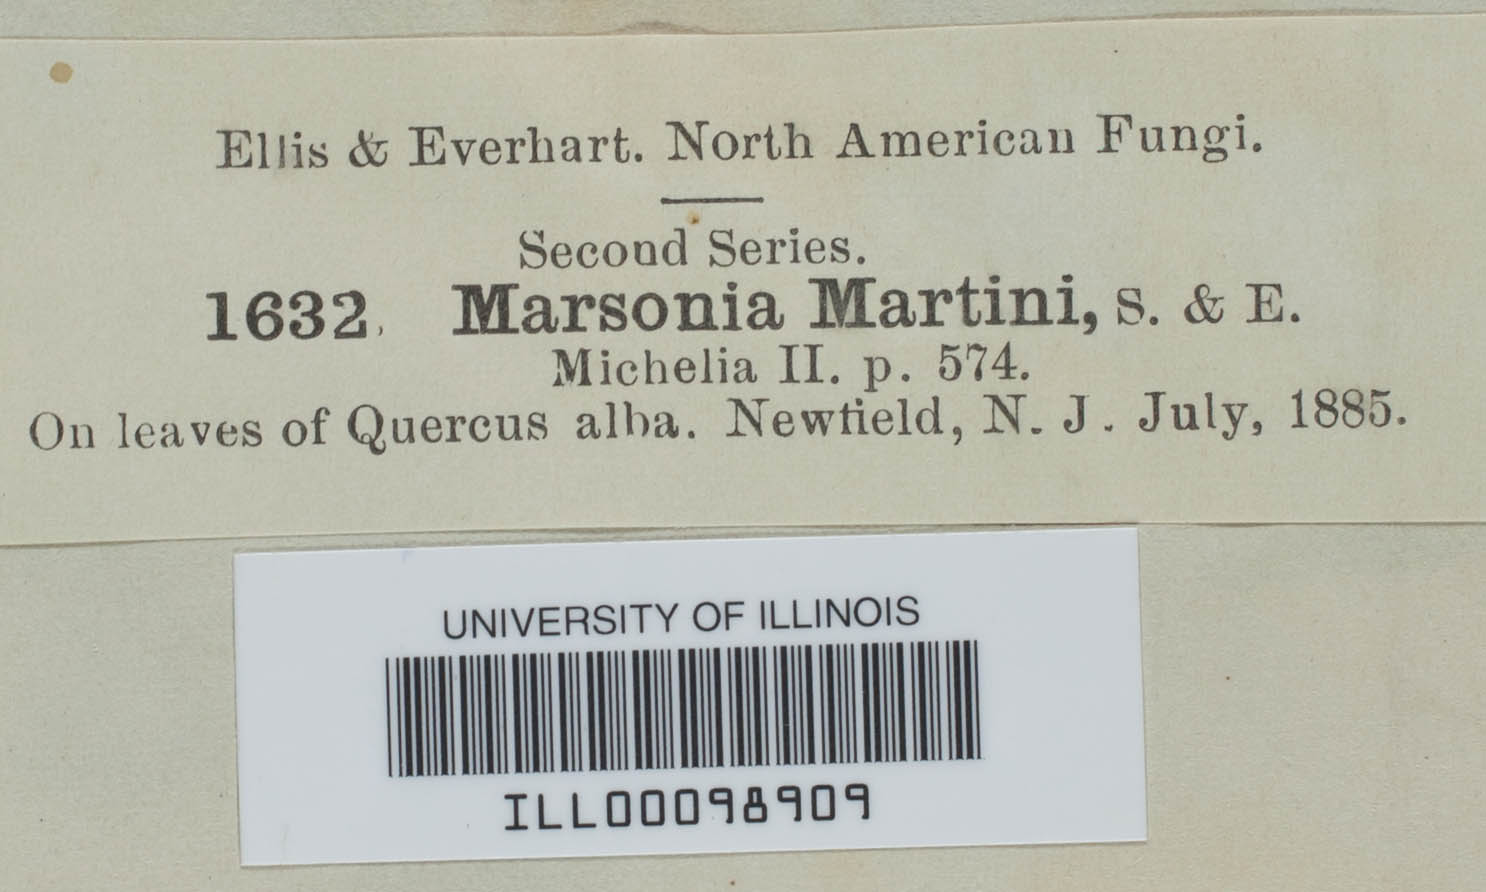 Ellis & Everhart. North American Fungi.
Second Series.
1632, Marsonia Martini, S. & E.
Michelia II. p. 574.
On leaves of Quercus alba. Newfield, N. J. July, 1885.
UNIVERSITY OF ILLINOIS
ILL00098909